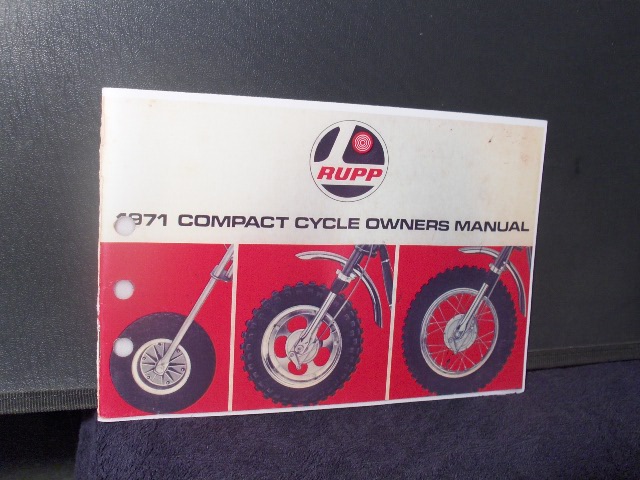 RUPP
1971 COMPACT CYCLE OWNERS MANUAL